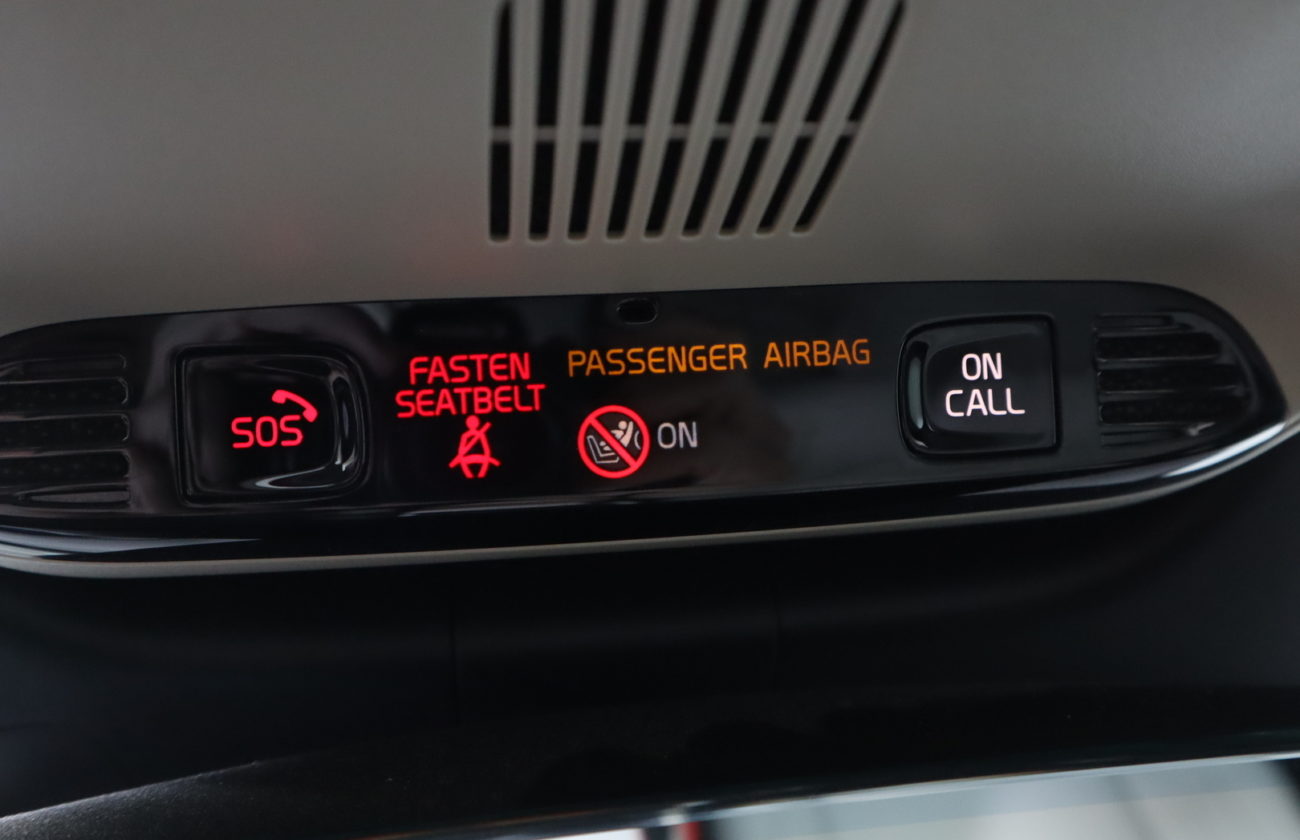 SOS
FASTEN
SEATBELT
PASSENGER AIRBAG
ON
ON
CALL